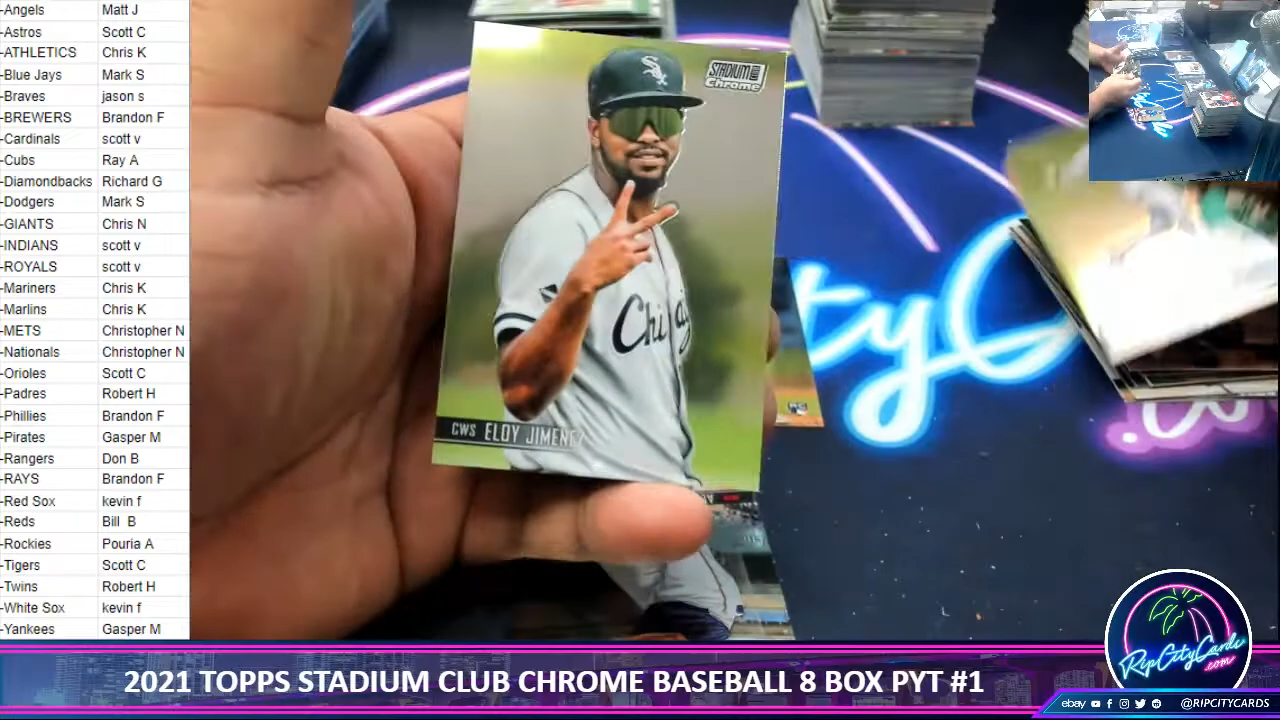 -Angels Matt J
-Astros Scott C
-ATHLETICS Chris K
-Blue Jays Mark S
-Braves jason s
-BREWERS Brandon F
-Cardinals scott v
-Cubs Ray A
-Diamondbacks Richard G
-Dodgers Mark S
-GIANTS Chris N
-INDIANS scott v
-ROYALS scott v
-Mariners Chris K
-Marlins Chris K
-METS Christopher N
-Nationals Christopher N
-Orioles Scott C
-Padres Robert H
-Phillies Brandon F
-Pirates Gasper M
-Rangers Don B
-RAYS Brandon F
-Red Sox kevin f
-Reds Bill B
-Rockies Pouria A
-Tigers Scott C
-Twins Robert H
-White Sox kevin f
-Yankees Gasper M
STADIUM
Chrome
CWS ELOY JIMENEZ
tyC
.co
RipCityCards
.com
2021 TOPPS STADIUM CLUB CHROME BASEBALL 8 BOX PYT #1
ebay @RIPCITYCARDS